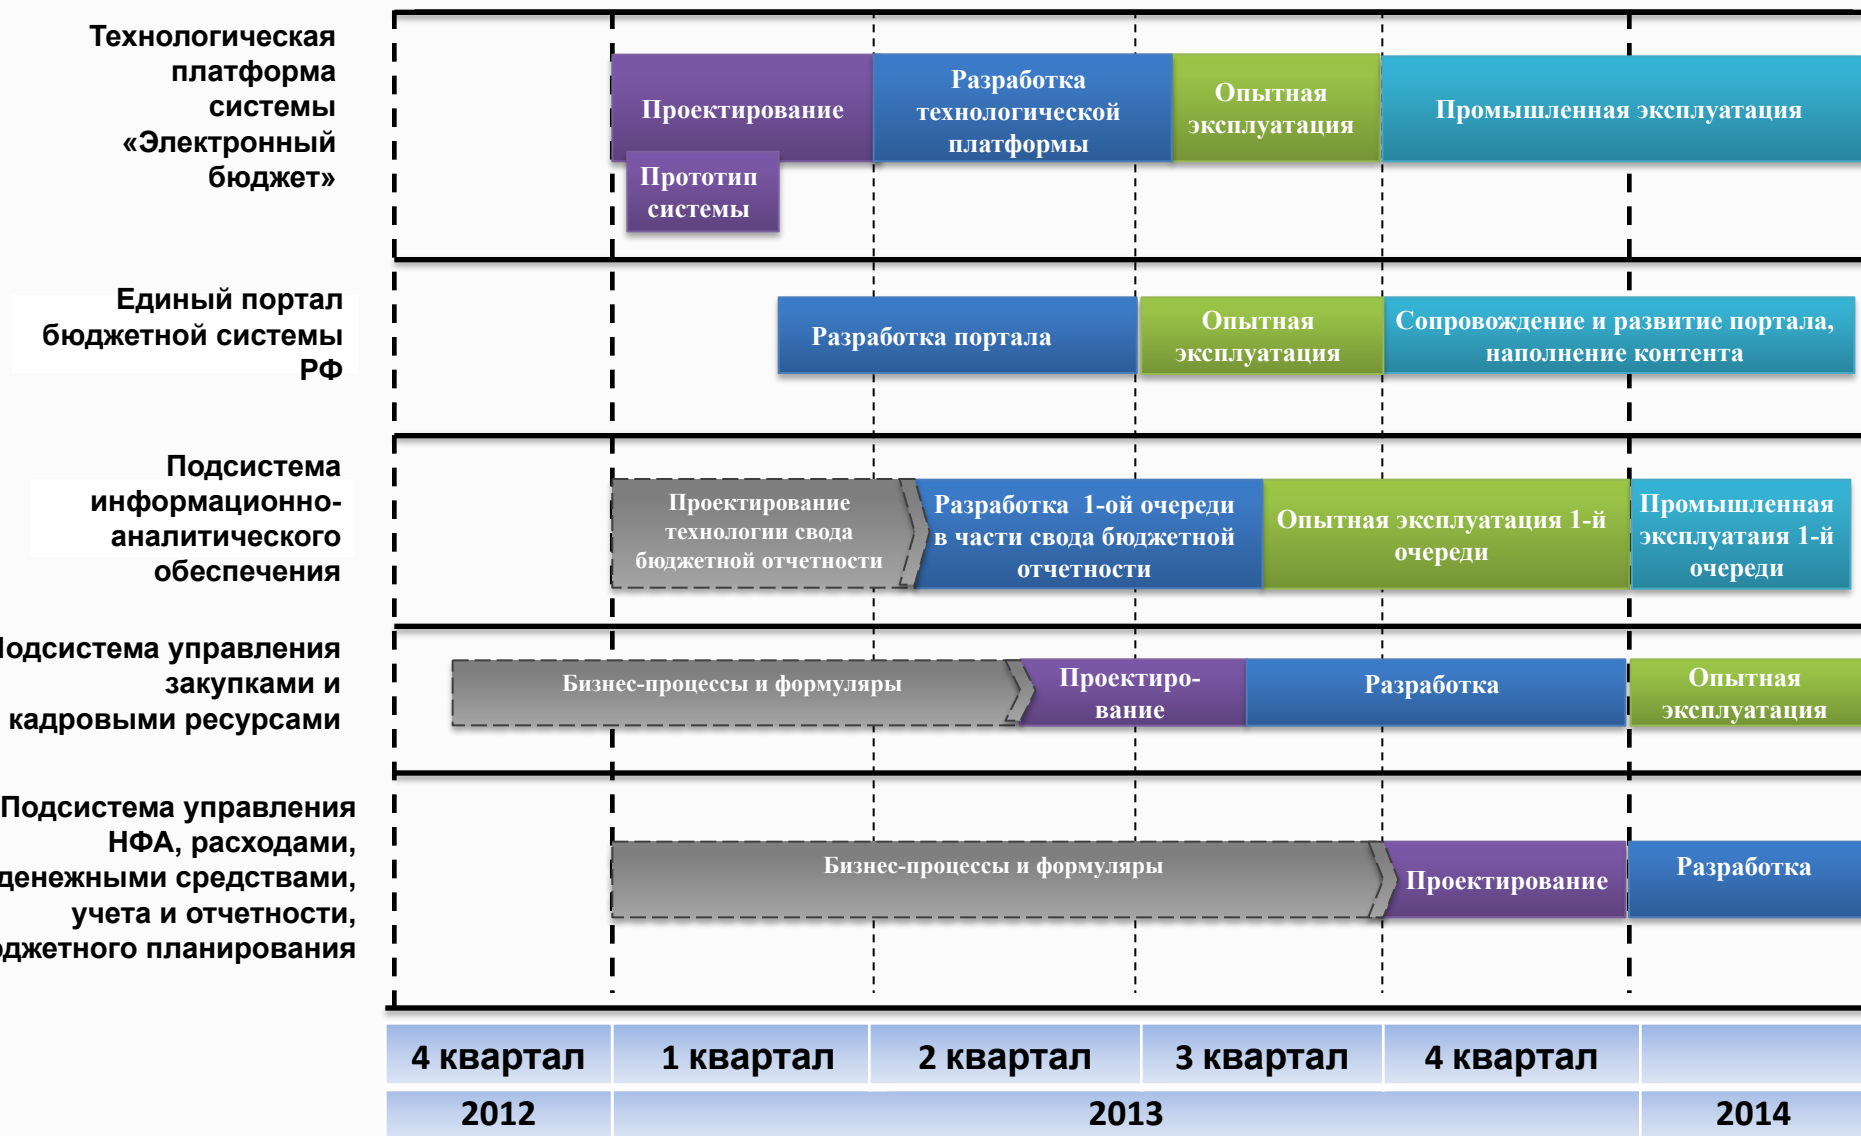 Технологическая
платформа
системы
«Электронный
бюджет»
Проектирование
Прототип
системы
Разработка
технологической
платформы
Опытная
эксплуатация
Промышленная эксплуатация
Единый портал
бюджетной системы
РФ
Разработка портала
Опытная
эксплуатация
Сопровождение и развитие портала,
наполнение контента
Подсистема
информационно-
аналитического
обеспечения
Проектирование
технологии свода
бюджетной отчетности
Разработка 1-ой очереди
в части свода бюджетной
отчетности
Опытная эксплуатация 1-й
очереди
Промышленная
эксплуатаия 1-й
очереди
Подсистема управления
закупками и
кадровыми ресурсами
Бизнес-процессы и формуляры
Проектиро-
вание
Разработка
Опытная
эксплуатация
Подсистема управления
НФА, расходами,
денежными средствами,
учета и отчетности,
юджетного планирования
Бизнес-процессы и формуляры
Проектирование
Разработка
4 квартал 1 квартал 2 квартал 3 квартал 4 квартал
2012 2013 2014